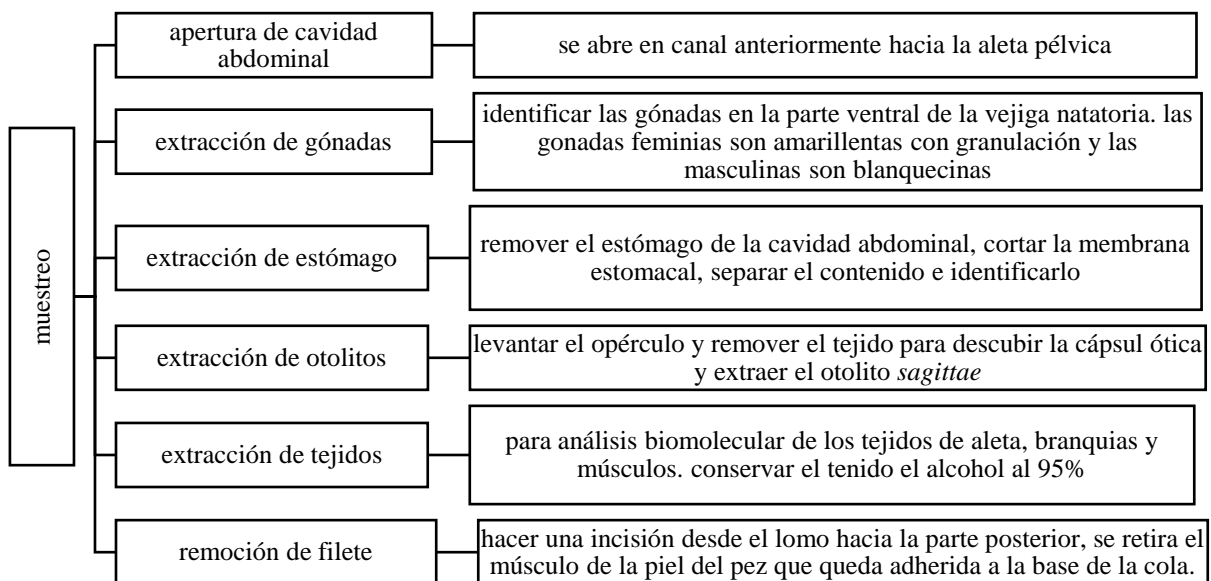 muestreo
apertura de cavidad
abdominal
se abre en canal anteriormente hacia la aleta pélvica
extracción de gónadas
identificar las gónadas en la parte ventral de la vejiga natatoria. las
gonadas feminias son amarillentas con granulación y las
masculinas son blanquecinas
extracción de estómago
remover el estómago de la cavidad abdominal, cortar la membrana
estomacal, separar el contenido e identificarlo
extracción de otolitos
levantar el opérculo y remover el tejido para descubir la cápsul ótica
y extraer el otolito sagittae
extracción de tejidos
para análisis biomolecular de los tejidos de aleta, branquias y
músculos. conservar el tenido el alcohol al 95%
remoción de filete
hacer una incisión desde el lomo hacia la parte posterior, se retira el
músculo de la piel del pez que queda adherida a la base de la cola.